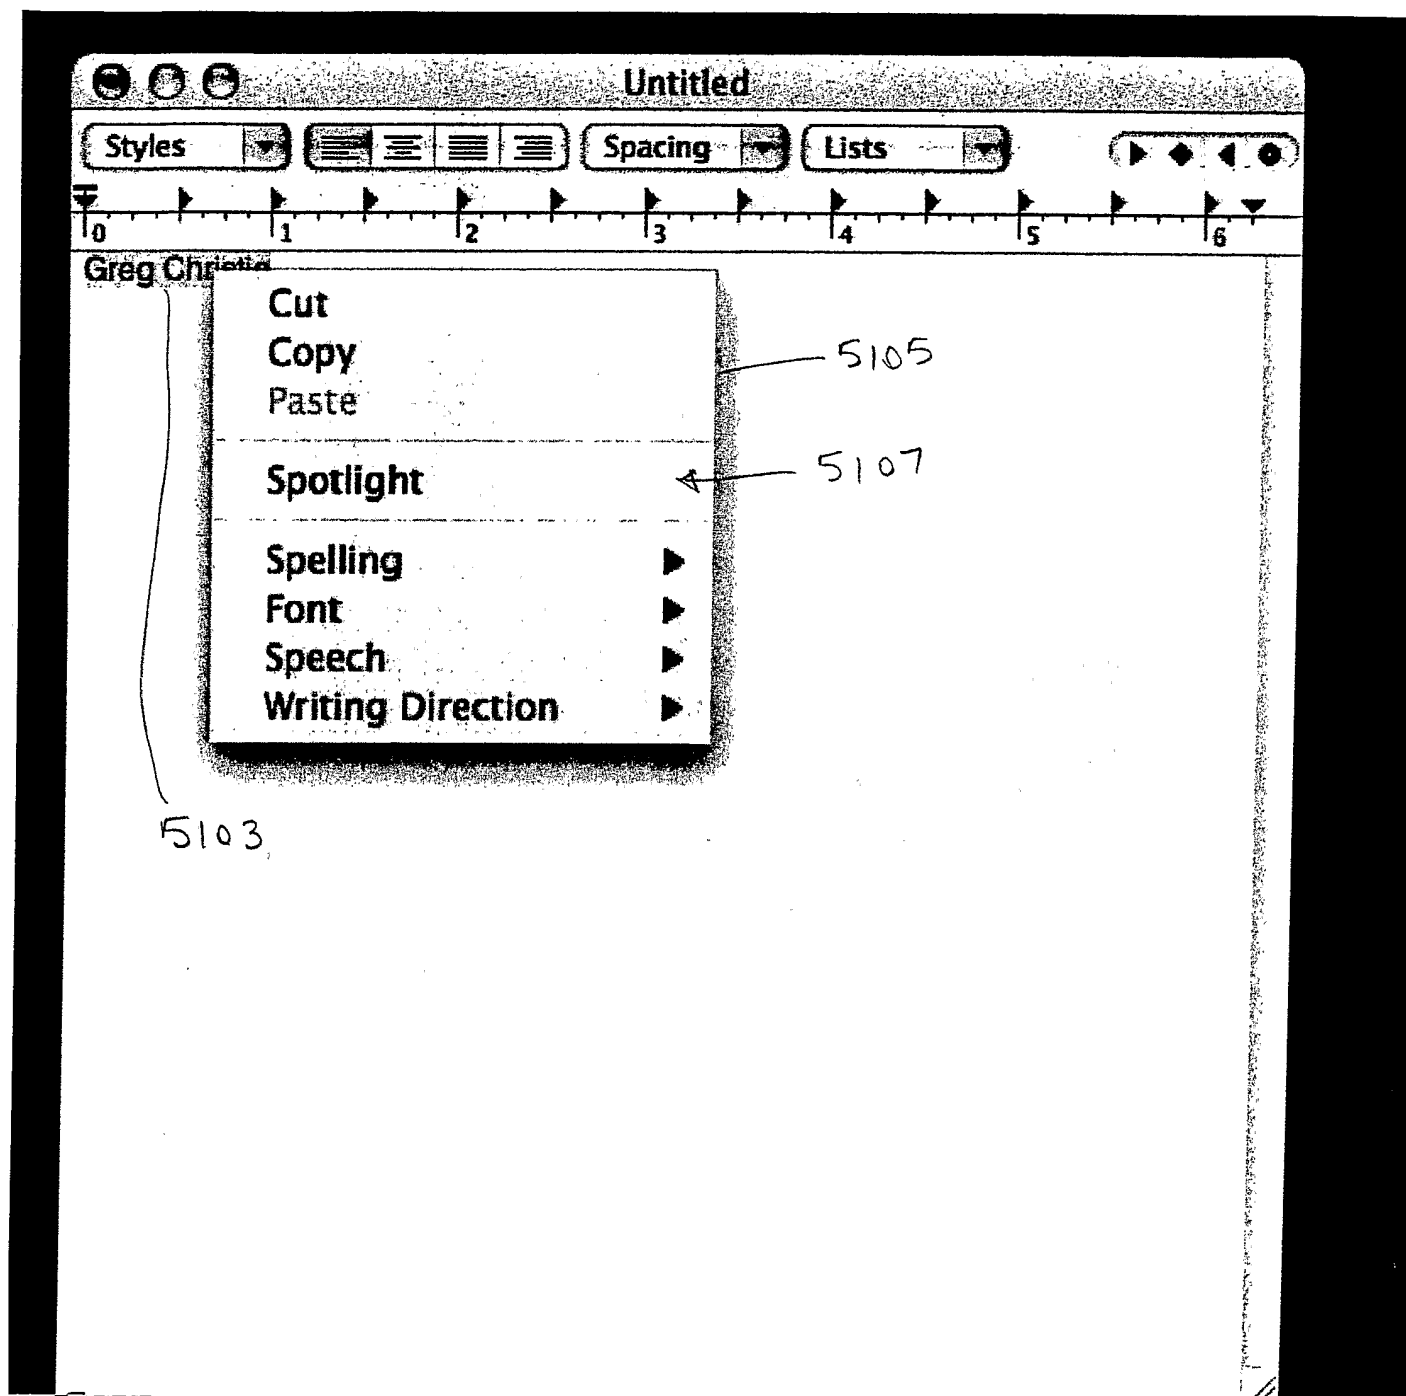 Untitled
Styles Spacing Lists
0 1 2 3 4 5 6
Greg
Cut
Copy 5105
Paste
Spotlight 5107
Spelling
Font
Speech
Writing Direction
5103